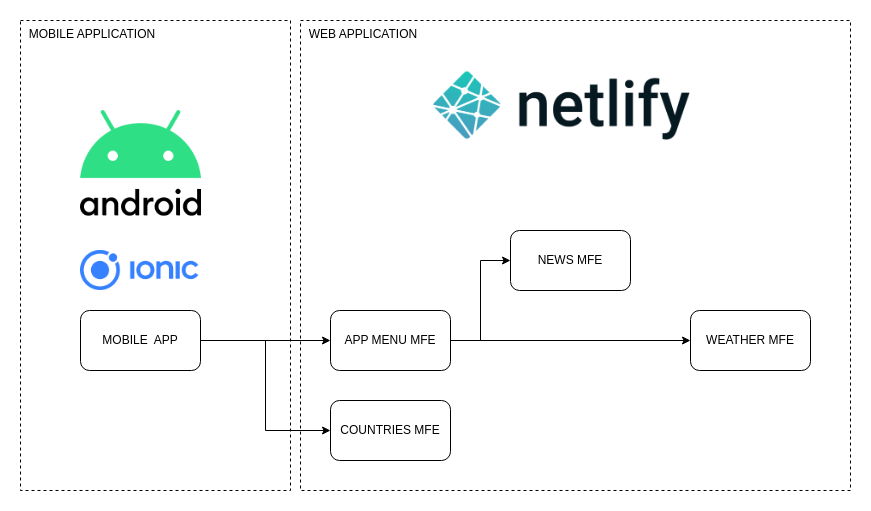 MOBILE APPLICATION
WEB APPLICATION
netlify
android
IONIC
NEWS MFE
MOBILE  APP
APP MENU MFE
WEATHER MFE
COUNTRIES MFE